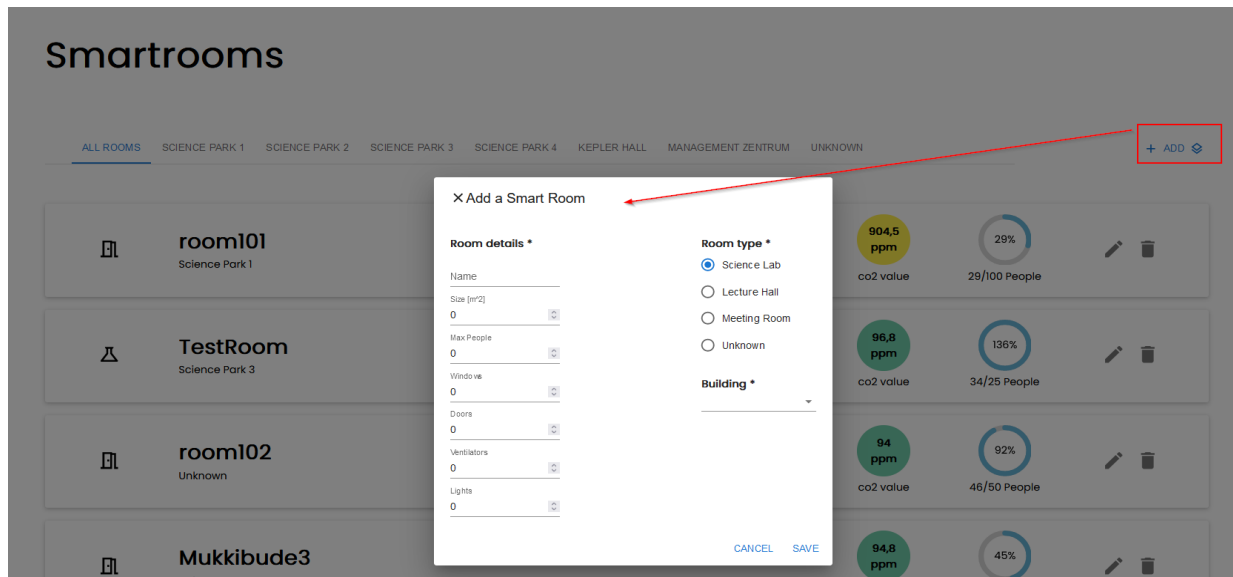 Smartrooms
ALL ROOMS SCIENCE PARK 1 SCIENCE PARK 2 SCIENCE PARK 3 SCIENCE PARK 4 KEPLER HALL MANAGEMENT ZENTRUM UNKNOWN + ADD
Add a Smart Room
Room details *
Name
Size [m^2]
0
Max People
0
Windows
0
Doors
0
Ventilators
0
Lights
0
Room type *
Science Lab
Lecture Hall
Meeting Room
Unknown
Building *
CANCEL SAVE
room101
Science Park 1
904,5
ppm
co2 value
29%
29/100 People
TestRoom
Science Park 3
96,8
ppm
co2 value
136%
34/25 People
room102
Unknown
94
ppm
co2 value
92%
46/50 People
Mukkibude3
94,8
ppm
45%